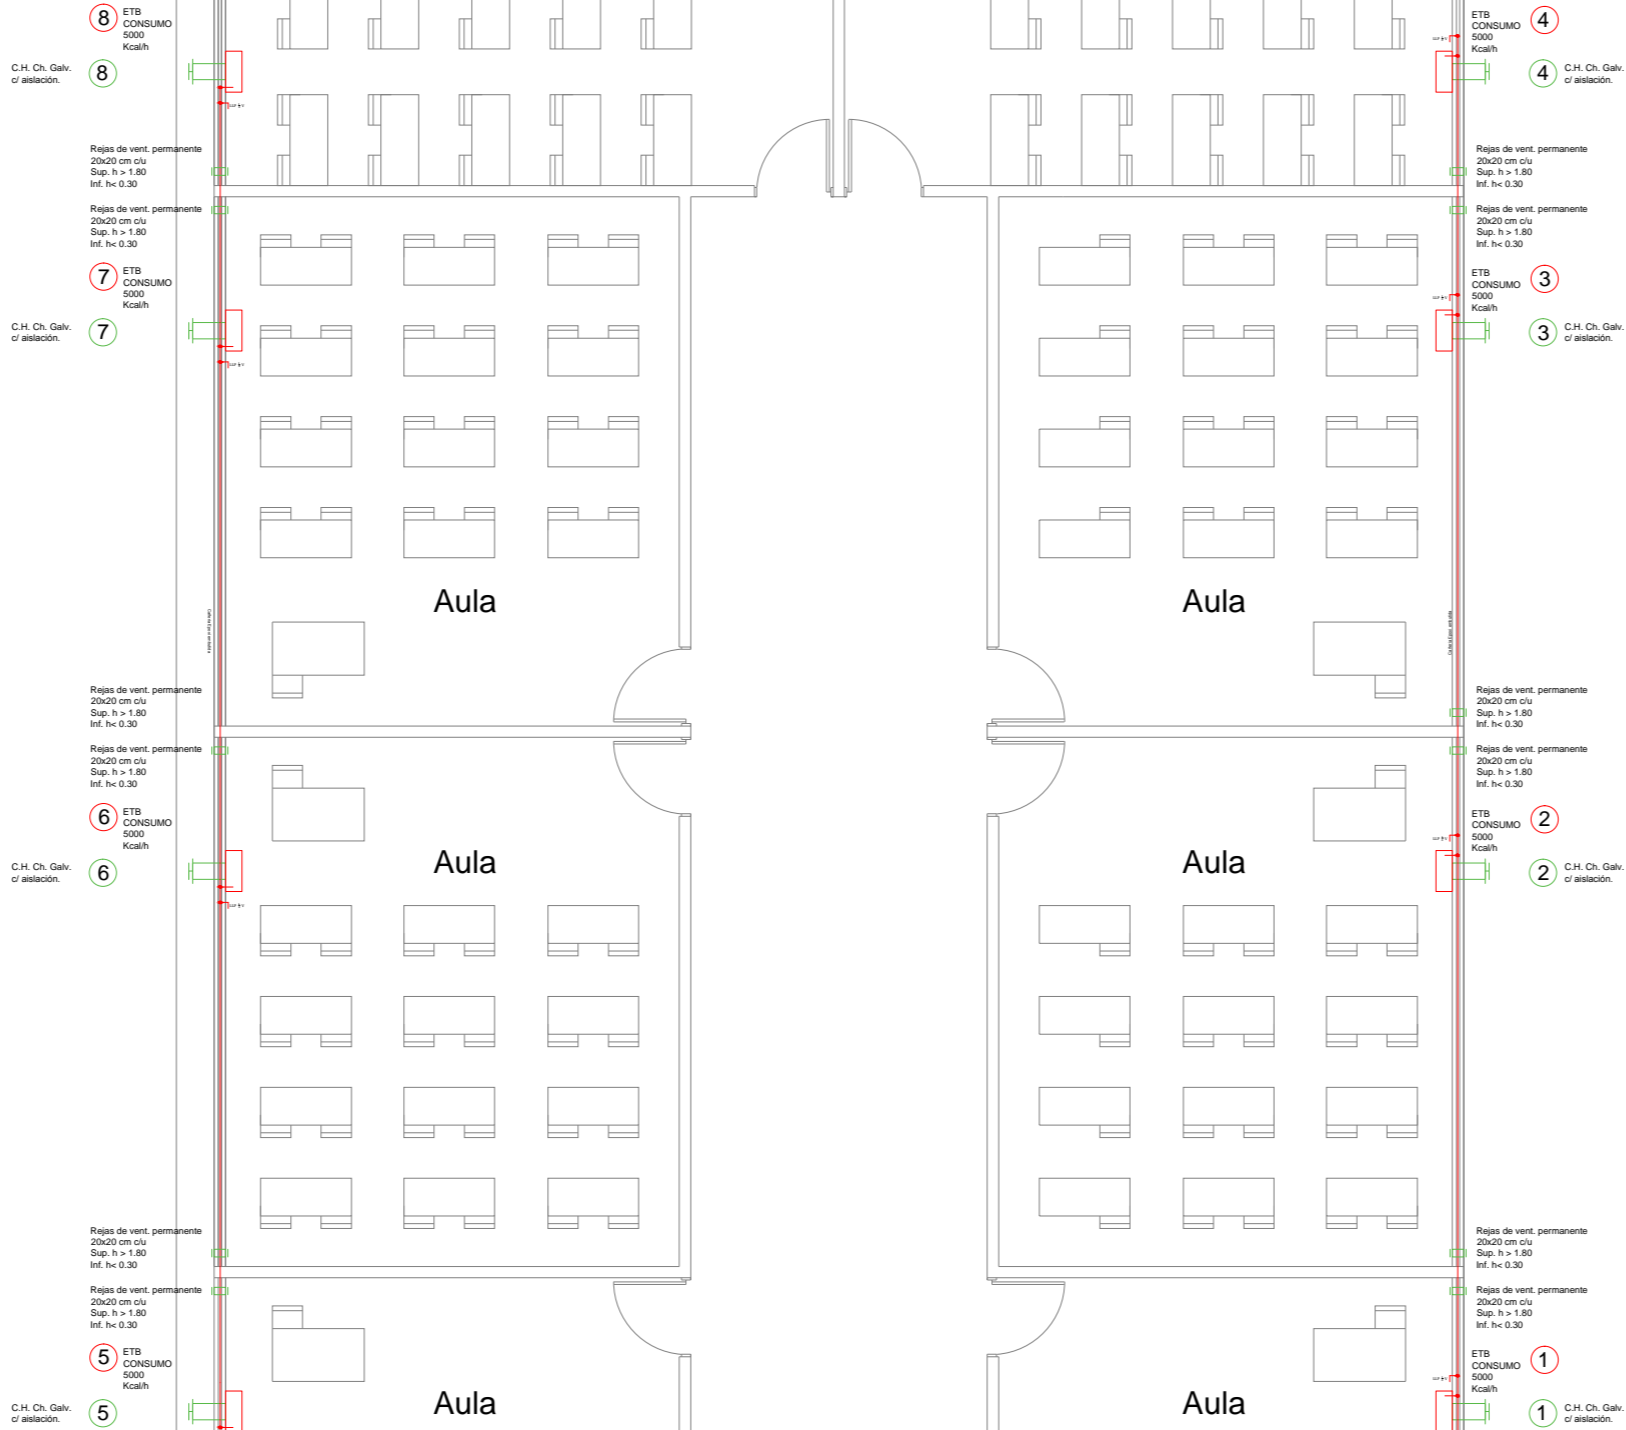 8
ETB
CONSUMO
5000
Kcal/h
C.H. Ch. Galv.
c/ aislación.
8
Rejas de vent. permanente
20x20 cm c/u
Sup. h > 1.80
Inf. h< 0.30
Rejas de vent. permanente
20x20 cm c/u
Sup. h > 1.80
Inf. h< 0.30
7
ETB
CONSUMO
5000
Kcal/h
C.H. Ch. Galv.
c/ aislación.
7
Aula
Rejas de vent. permanente
20x20 cm c/u
Sup. h > 1.80
Inf. h< 0.30
Rejas de vent. permanente
20x20 cm c/u
Sup. h > 1.80
Inf. h< 0.30
6
ETB
CONSUMO
5000
Kcal/h
C.H. Ch. Galv.
c/ aislación.
6
Aula
Rejas de vent. permanente
20x20 cm c/u
Sup. h > 1.80
Inf. h< 0.30
Rejas de vent. permanente
20x20 cm c/u
Sup. h > 1.80
Inf. h< 0.30
5
ETB
CONSUMO
5000
Kcal/h
C.H. Ch. Galv.
c/ aislación.
5
Aula
ETB
CONSUMO
5000
Kcal/h
4
4
C.H. Ch. Galv.
c/ aislación.
Rejas de vent. permanente
20x20 cm c/u
Sup. h > 1.80
Inf. h< 0.30
Rejas de vent. permanente
20x20 cm c/u
Sup. h > 1.80
Inf. h< 0.30
ETB
CONSUMO
5000
Kcal/h
3
3
C.H. Ch. Galv.
c/ aislación.
Aula
Rejas de vent. permanente
20x20 cm c/u
Sup. h > 1.80
Inf. h< 0.30
Rejas de vent. permanente
20x20 cm c/u
Sup. h > 1.80
Inf. h< 0.30
ETB
CONSUMO
5000
Kcal/h
2
2
C.H. Ch. Galv.
c/ aislación.
Aula
Rejas de vent. permanente
20x20 cm c/u
Sup. h > 1.80
Inf. h< 0.30
Rejas de vent. permanente
20x20 cm c/u
Sup. h > 1.80
Inf. h< 0.30
ETB
CONSUMO
5000
Kcal/h
1
1
C.H. Ch. Galv.
c/ aislación.
Aula